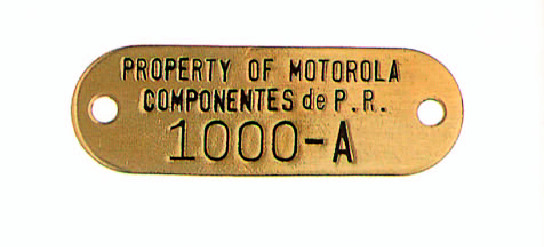 PROPERTY OF MOTOROLA
COMPONENTES de P.R.
1000-A